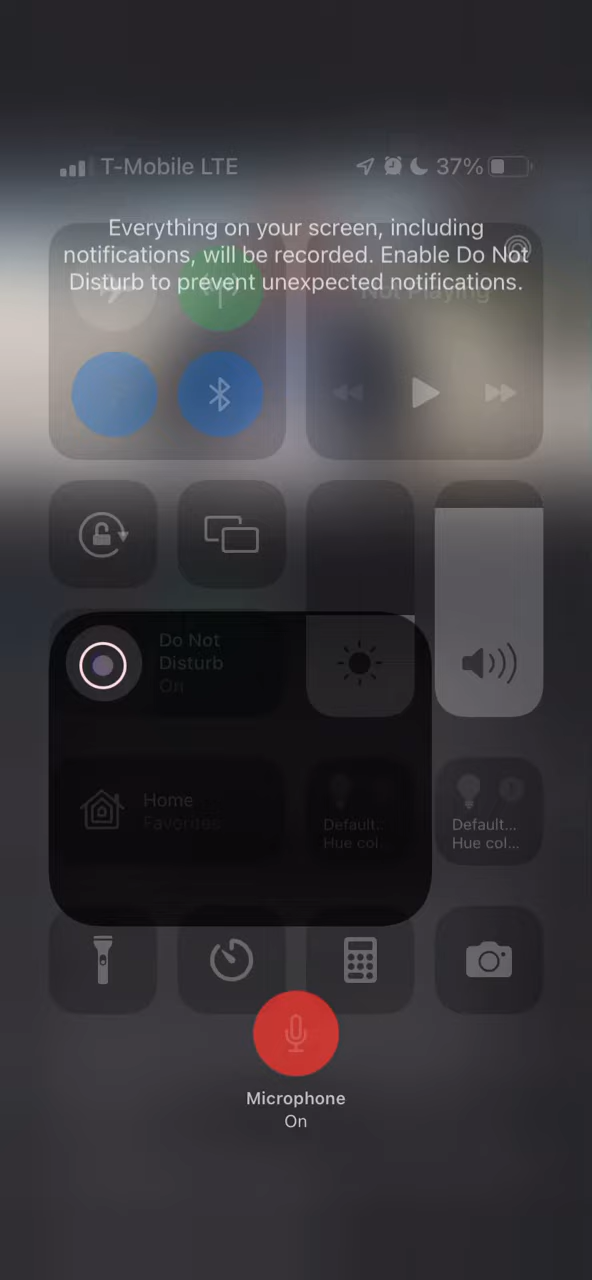 T-Mobile LTE 37%
Everything on your screen, including
notifications, will be recorded. Enable Do Not
Disturb to prevent unexpected notifications.
Not Playing
Do Not
Disturb
On
Home
Favorites
Default...
Hue col...
Default...
Hue col...
Microphone
On